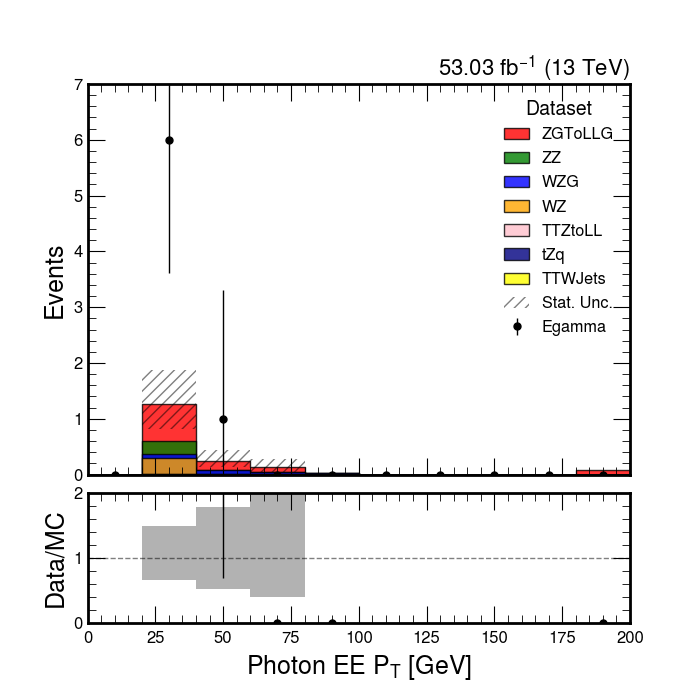 53.03 fb⁻¹ (13 TeV)
7
6
5
4
3
2
1
0
Events
Dataset
ZGToLLG
ZZ
WZG
WZ
TTZtoLL
tZq
TTWJets
Stat. Unc.
Egamma
2
1
0
Data/MC
0 25 50 75 100 125 150 175 200
Photon EE P_T [GeV]